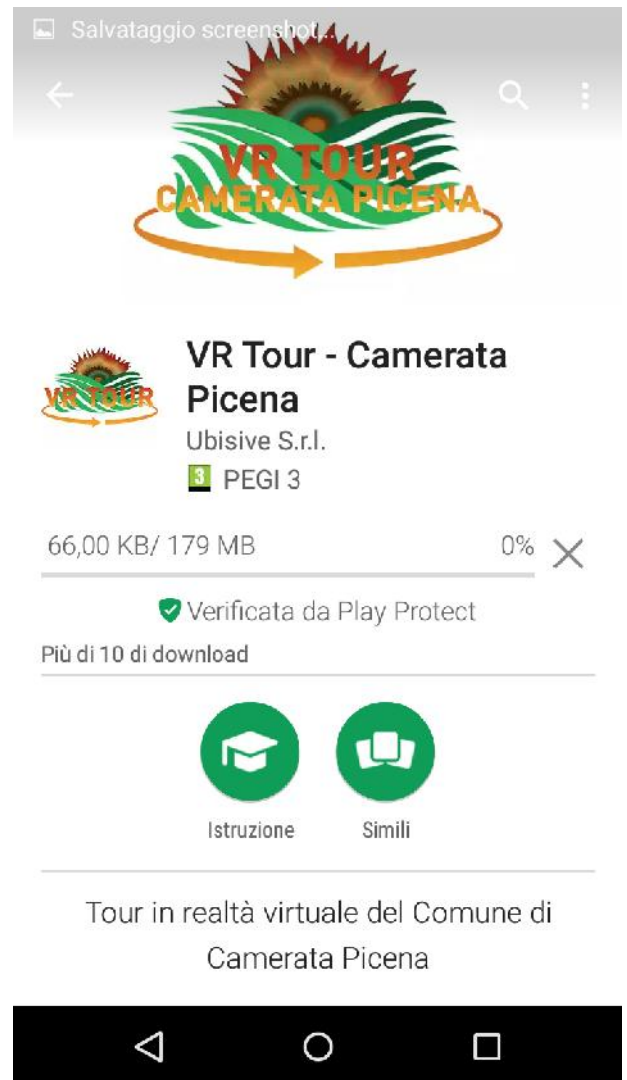 Salvataggio screenshot...
VR TOUR
CAMERATA PICENA
VR TOUR
VR Tour - Camerata
Picena
Ubisive S.r.l.
3 PEGI 3
66,00 KB/ 179 MB 0%
Verificata da Play Protect
Più di 10 di download
Istruzione Simili
Tour in realtà virtuale del Comune di
Camerata Picena